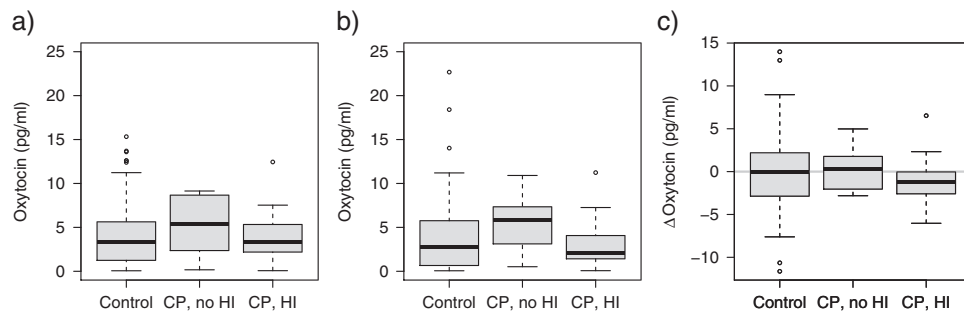 a)
Oxytocin (pg/ml)
25
20
15
10
5
0
Control
CP, no HI
CP, HI
b)
Oxytocin (pg/ml)
25
20
15
10
5
0
Control
CP, no HI
CP, HI
c)
Δ Oxytocin (pg/ml)
15
10
5
0
−5
−10
Control
CP, no HI
CP, HI